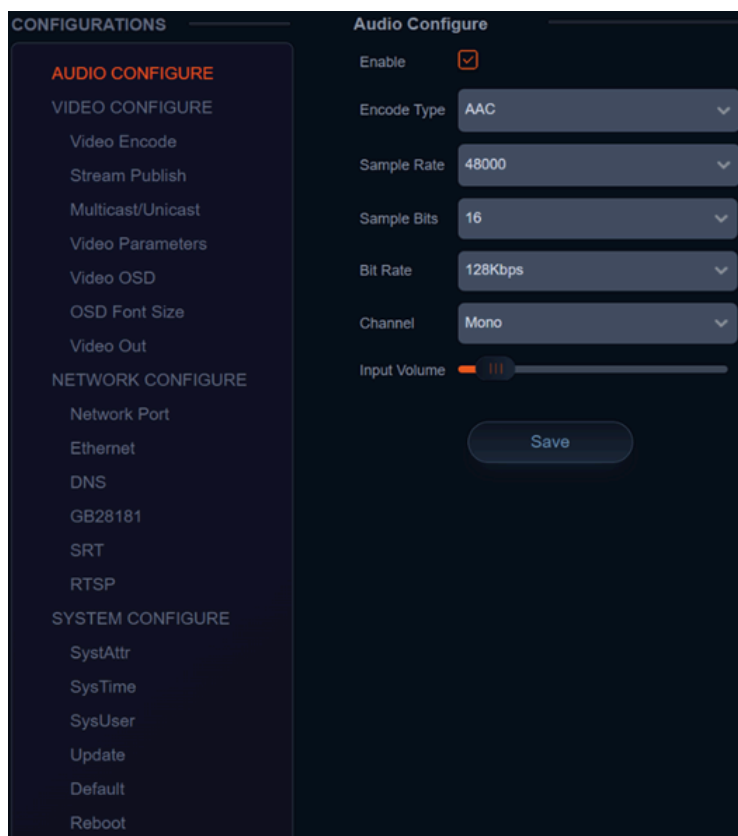 CONFIGURATIONS
AUDIO CONFIGURE
VIDEO CONFIGURE
Video Encode
Stream Publish
Multicast/Unicast
Video Parameters
Video OSD
OSD Font Size
Video Out
NETWORK CONFIGURE
Network Port
Ethernet
DNS
GB28181
SRT
RTSP
SYSTEM CONFIGURE
SystAttr
SysTime
SysUser
Update
Default
Reboot
Audio Configure
Enable
Encode Type AAC
Sample Rate 48000
Sample Bits 16
Bit Rate 128Kbps
Channel Mono
Input Volume
Save